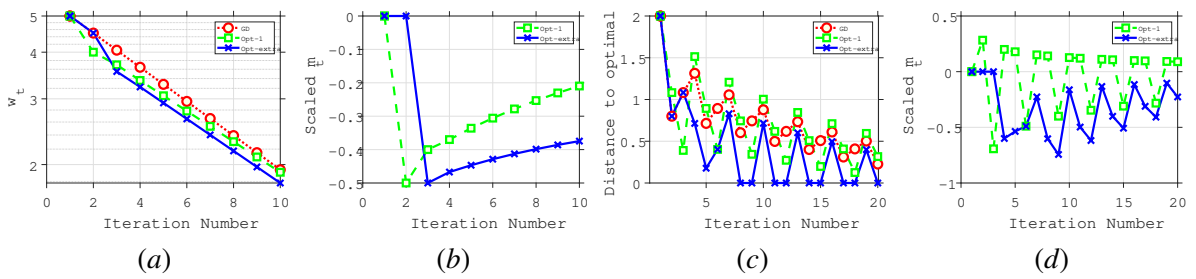 5
4
3
2
w_t
GD
Opt-1
Opt-extra
0 2 4 6 8 10
Iteration Number
(a)
0
-0.1
-0.2
-0.3
-0.4
-0.5
Scaled m_t
Opt-1
Opt-extra
0 2 4 6 8 10
Iteration Number
(b)
2
1.5
1
0.5
0
Distance to optimal
GD
Opt-1
Opt-extra
0 5 10 15 20
Iteration Number
(c)
0.5
0
-0.5
-1
Scaled m_t
Opt-1
Opt-extra
0 5 10 15 20
Iteration Number
(d)